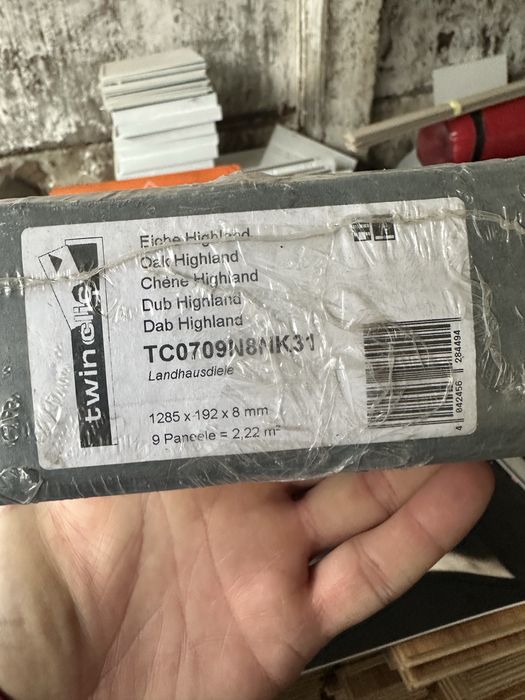 twin clic
Eiche Highland
Oak Highland
Chêne Highland
Dub Highland
Dab Highland
TC0709N8NK31
Landhausdiele
1285 x 192 x 8 mm
9 Paneele = 2,22 m²
4 042456 284494